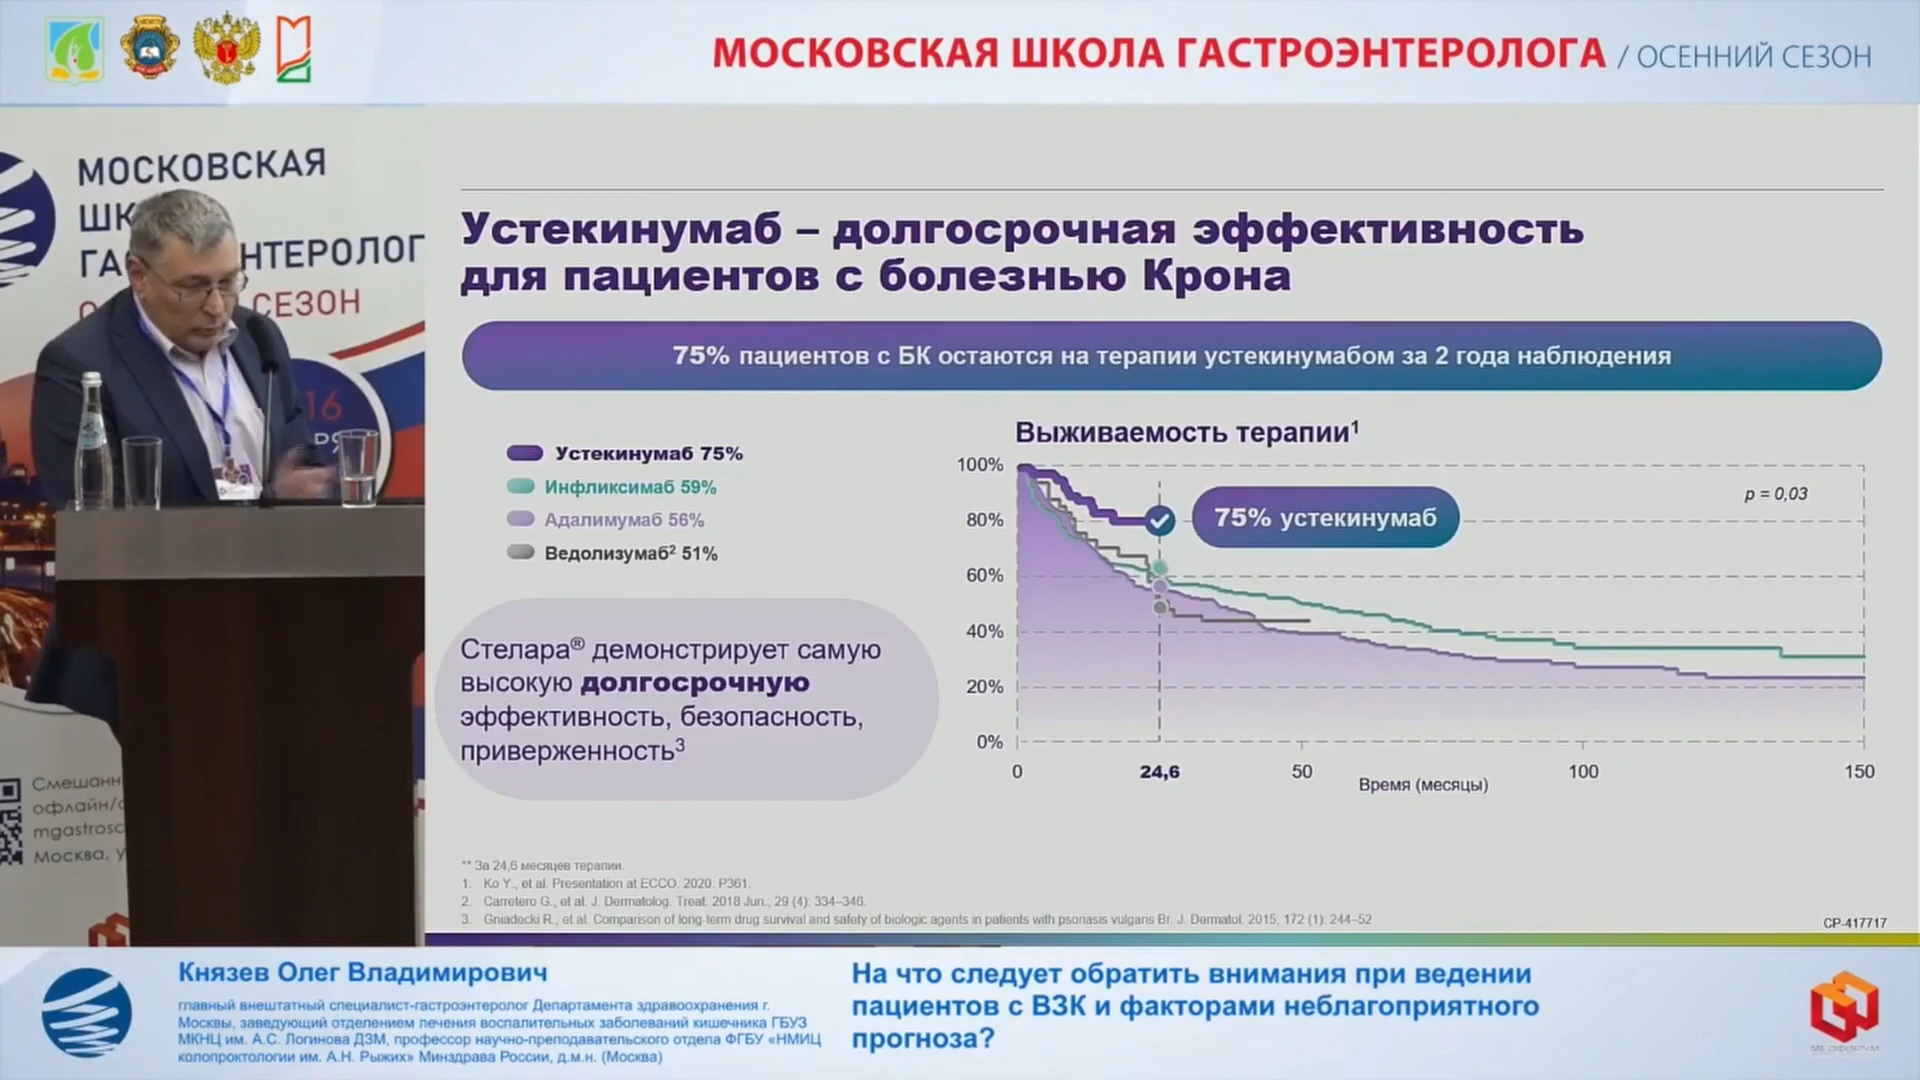 МОСКОВСКАЯ ШКОЛА ГАСТРОЭНТЕРОЛОГА / ОСЕННИЙ СЕЗОН
МОСКОВСКАЯ
ШК
ГА НТЕРОЛОГ
О СЕЗОН
16
Смешанн
офлайн/о
mgastrosc
Москва, у
Устекинумаб – долгосрочная эффективность
для пациентов с болезнью Крона
75% пациентов с БК остаются на терапии устекинумабом за 2 года наблюдения
Устекинумаб 75%
Инфликсимаб 59%
Адалимумаб 56%
Ведолизумаб² 51%
Стелара® демонстрирует самую
высокую долгосрочную
эффективность, безопасность,
приверженность³
Выживаемость терапии¹
100%
80%
60%
40%
20%
0%
p = 0,03
75% устекинумаб
0
24,6
50
100
150
Время (месяцы)
** За 24,6 месяцев терапии.
1. Ko Y., et al. Presentation at ECCO. 2020. P361.
2. Carretero G., et al. J. Dermatolog. Treat. 2018 Jun., 29 (4): 334–346.
3. Gniadecki R., et al. Comparison of long-term drug survival and safety of biologic agents in patients with psoriasis vulgaris Br. J. Dermatol. 2015, 172 (1): 244–52
CP-417717
Князев Олег Владимирович
главный внештатный специалист-гастроэнтеролог Департамента здравоохранения г.
Москвы, заведующий отделением лечения воспалительных заболеваний кишечника ГБУЗ
МКНЦ им. А.С. Логинова ДЗМ, профессор научно-преподавательского отдела ФГБУ «НМИЦ
колопроктологии им. А.Н. Рыжих» Минздрава России, д.м.н. (Москва)
На что следует обратить внимания при ведении
пациентов с ВЗК и факторами неблагоприятного
прогноза?
МЕДФОРУМ